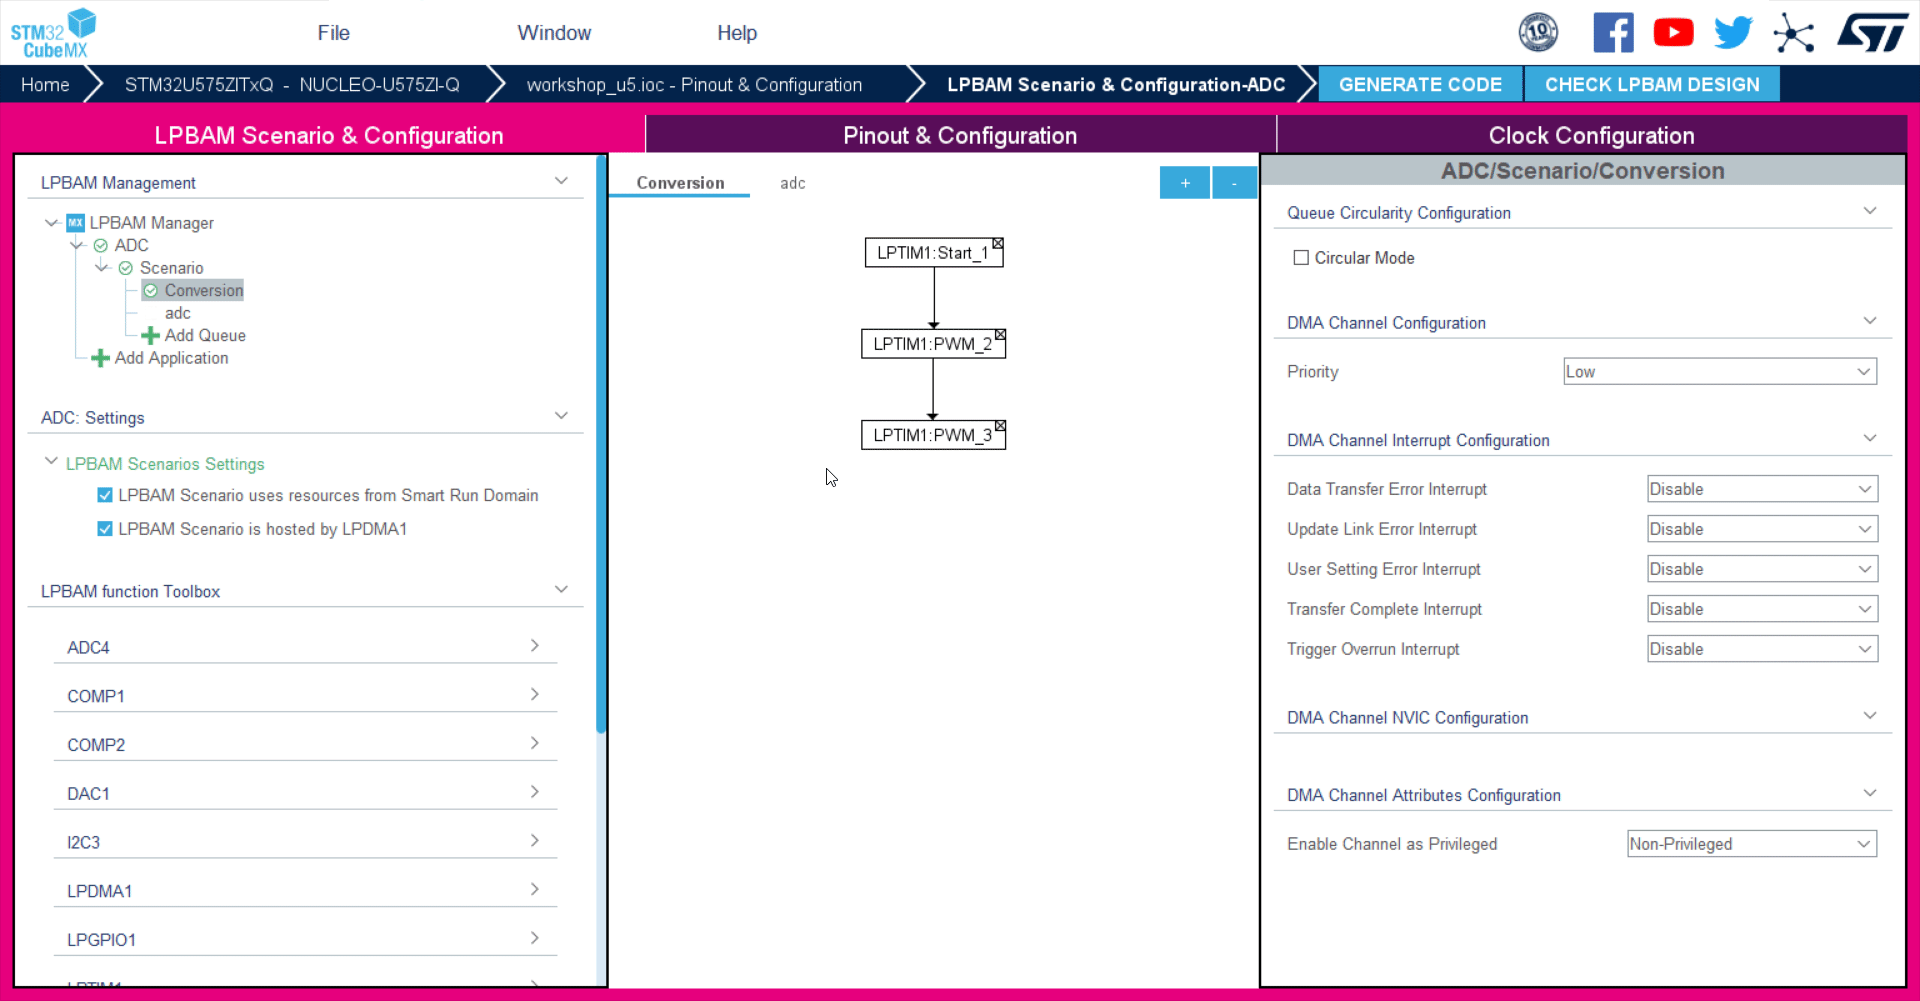 STM32
CubeMX
File
Window
Help
10
Home
STM32U575ZITxQ - NUCLEO-U575ZI-Q
workshop_u5.ioc - Pinout & Configuration
LPBAM Scenario & Configuration-ADC
GENERATE CODE
CHECK LPBAM DESIGN
LPBAM Scenario & Configuration
Pinout & Configuration
Clock Configuration
LPBAM Management
MX LPBAM Manager
ADC
Scenario
Conversion
adc
Add Queue
Add Application
ADC: Settings
LPBAM Scenarios Settings
LPBAM Scenario uses resources from Smart Run Domain
LPBAM Scenario is hosted by LPDMA1
LPBAM function Toolbox
ADC4
COMP1
COMP2
DAC1
I2C3
LPDMA1
LPGPIO1
LPTIM1
Conversion
adc
+
-
LPTIM1:Start_1
LPTIM1:PWM_2
LPTIM1:PWM_3
ADC/Scenario/Conversion
Queue Circularity Configuration
Circular Mode
DMA Channel Configuration
Priority Low
DMA Channel Interrupt Configuration
Data Transfer Error Interrupt Disable
Update Link Error Interrupt Disable
User Setting Error Interrupt Disable
Transfer Complete Interrupt Disable
Trigger Overrun Interrupt Disable
DMA Channel NVIC Configuration
DMA Channel Attributes Configuration
Enable Channel as Privileged Non-Privileged